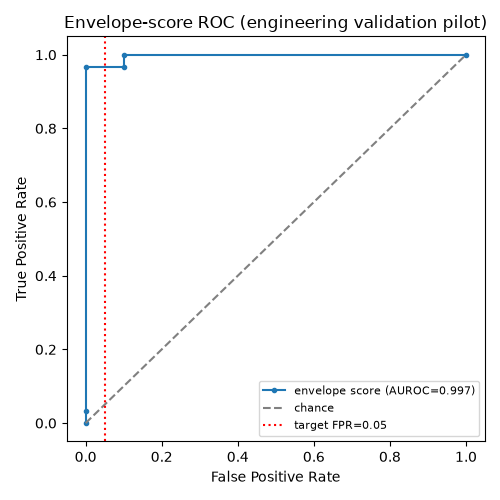 Envelope-score ROC (engineering validation pilot)
1.0
0.8
0.6
0.4
0.2
0.0
True Positive Rate
envelope score (AUROC=0.997)
chance
target FPR=0.05
0.0 0.2 0.4 0.6 0.8 1.0
False Positive Rate